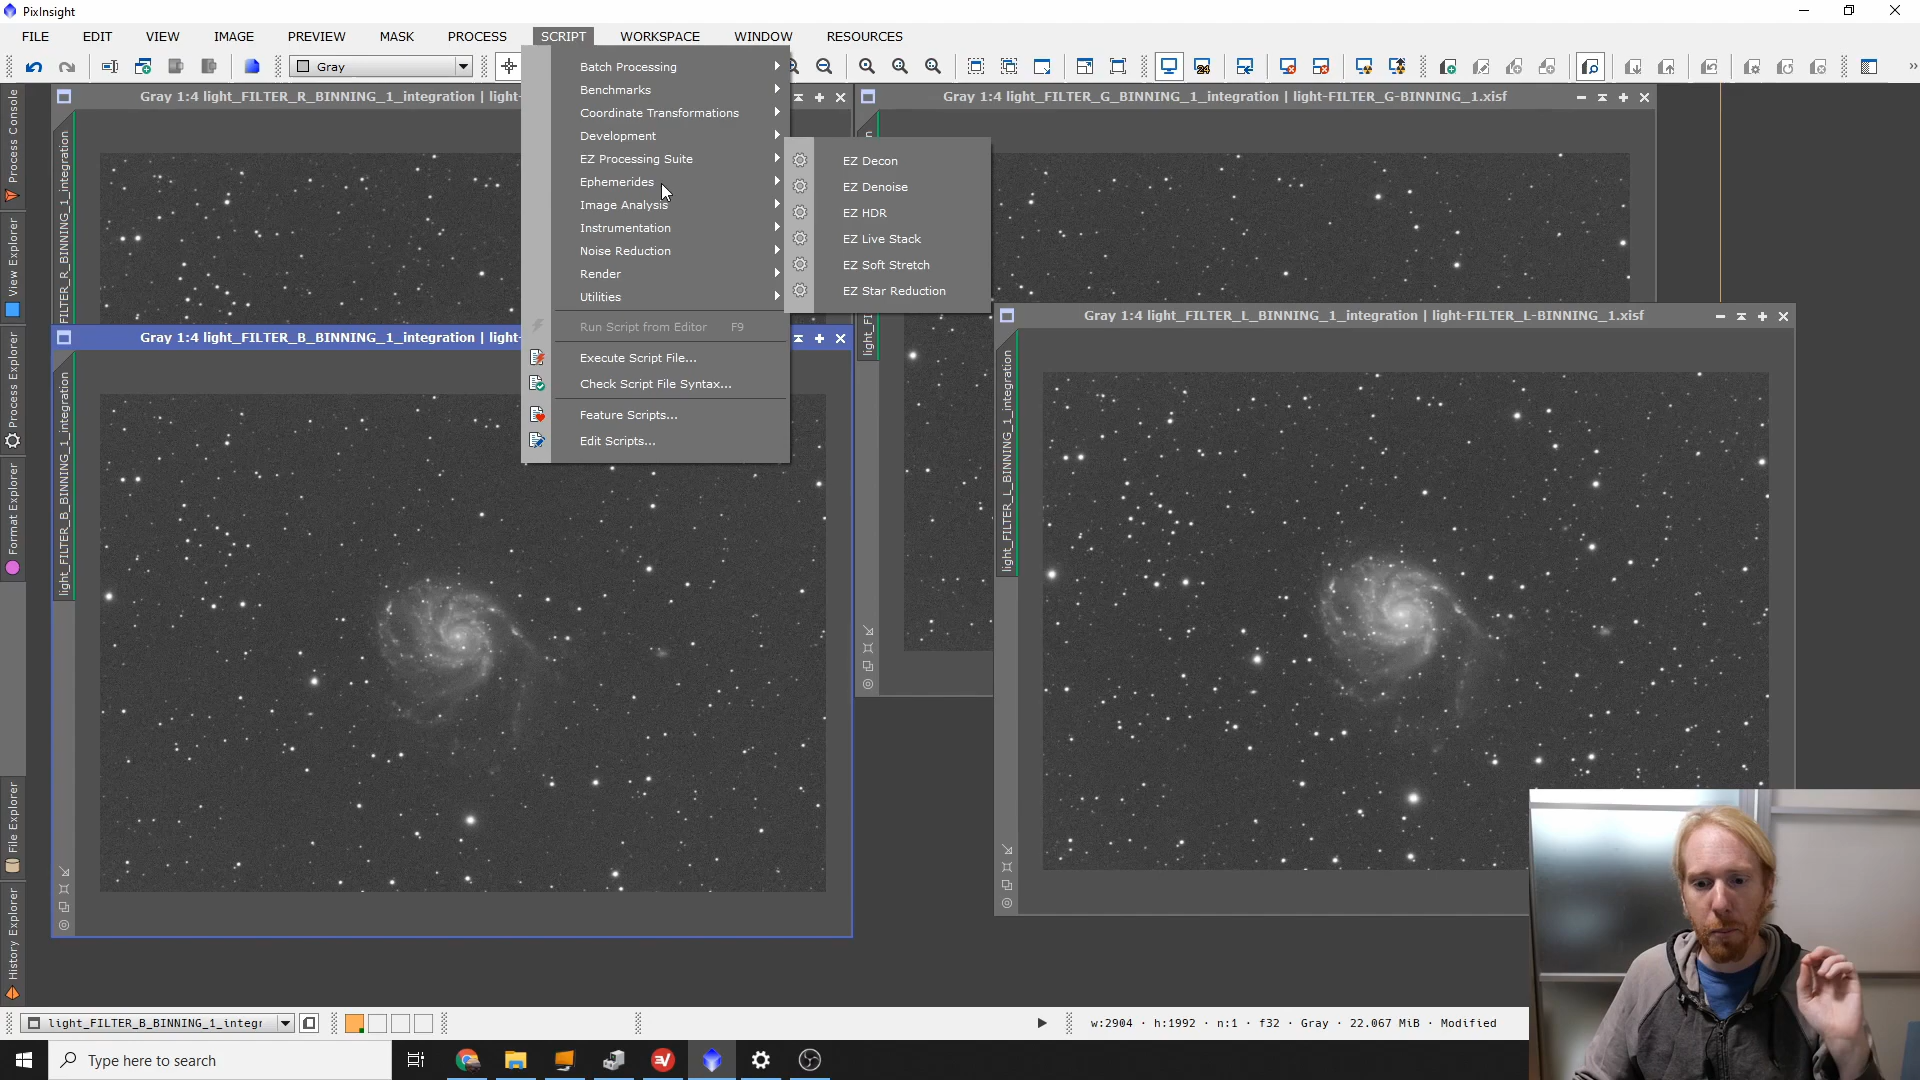 PixInsight
FILE EDIT VIEW IMAGE PREVIEW MASK PROCESS SCRIPT WORKSPACE WINDOW RESOURCES
Gray
24
Batch Processing
Benchmarks
Coordinate Transformations
Development
EZ Processing Suite
Ephemerides
Image Analysis
Instrumentation
Noise Reduction
Render
Utilities
Run Script from Editor F9
Execute Script File...
Check Script File Syntax...
Feature Scripts...
Edit Scripts...
EZ Decon
EZ Denoise
EZ HDR
EZ Live Stack
EZ Soft Stretch
EZ Star Reduction
Process Console
View Explorer
Process Explorer
Format Explorer
File Explorer
History Explorer
Gray 1:4 light_FILTER_R_BINNING_1_integration | light-
FILTER_R_BINNING_1_integration
Gray 1:4 light_FILTER_G_BINNING_1_integration | light-FILTER_G-BINNING_1.xisf
light_FI
Gray 1:4 light_FILTER_B_BINNING_1_integration | light-
light_FILTER_B_BINNING_1_integration
Gray 1:4 light_FILTER_L_BINNING_1_integration | light-FILTER_L-BINNING_1.xisf
light_FILTER_L_BINNING_1_integration
light_FILTER_B_BINNING_1_integr
w:2904 · h:1992 · n:1 · f32 · Gray · 22.067 MiB · Modified
Type here to search